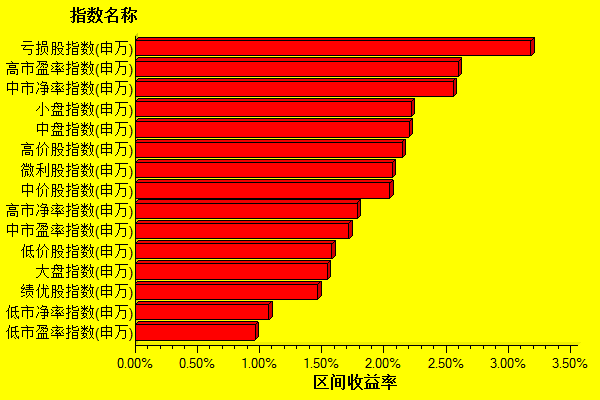 指数名称
亏损股指数(申万)
高市盈率指数(申万)
中市净率指数(申万)
小盘指数(申万)
中盘指数(申万)
高价股指数(申万)
微利股指数(申万)
中价股指数(申万)
高市净率指数(申万)
中市盈率指数(申万)
低价股指数(申万)
大盘指数(申万)
绩优股指数(申万)
低市净率指数(申万)
低市盈率指数(申万)
0.00% 0.50% 1.00% 1.50% 2.00% 2.50% 3.00% 3.50%
区间收益率